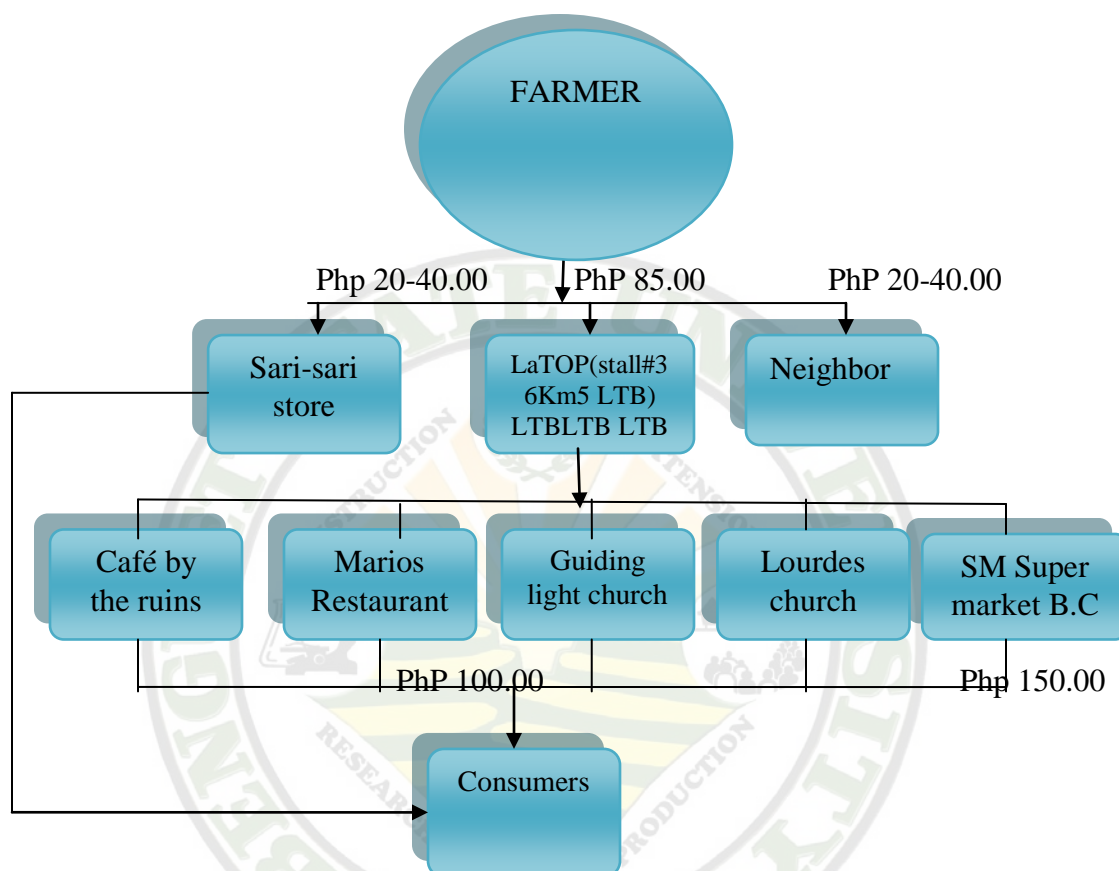 FARMER
Php 20-40.00
PhP 85.00
PhP 20-40.00
Sari-sari
store
LaTOP(stall#3
6Km5 LTB)
LTBLTB LTB
Neighbor
Café by
the ruins
Marios
Restaurant
Guiding
light church
Lourdes
church
SM Super
market B.C
PhP 100.00
Php 150.00
Consumers